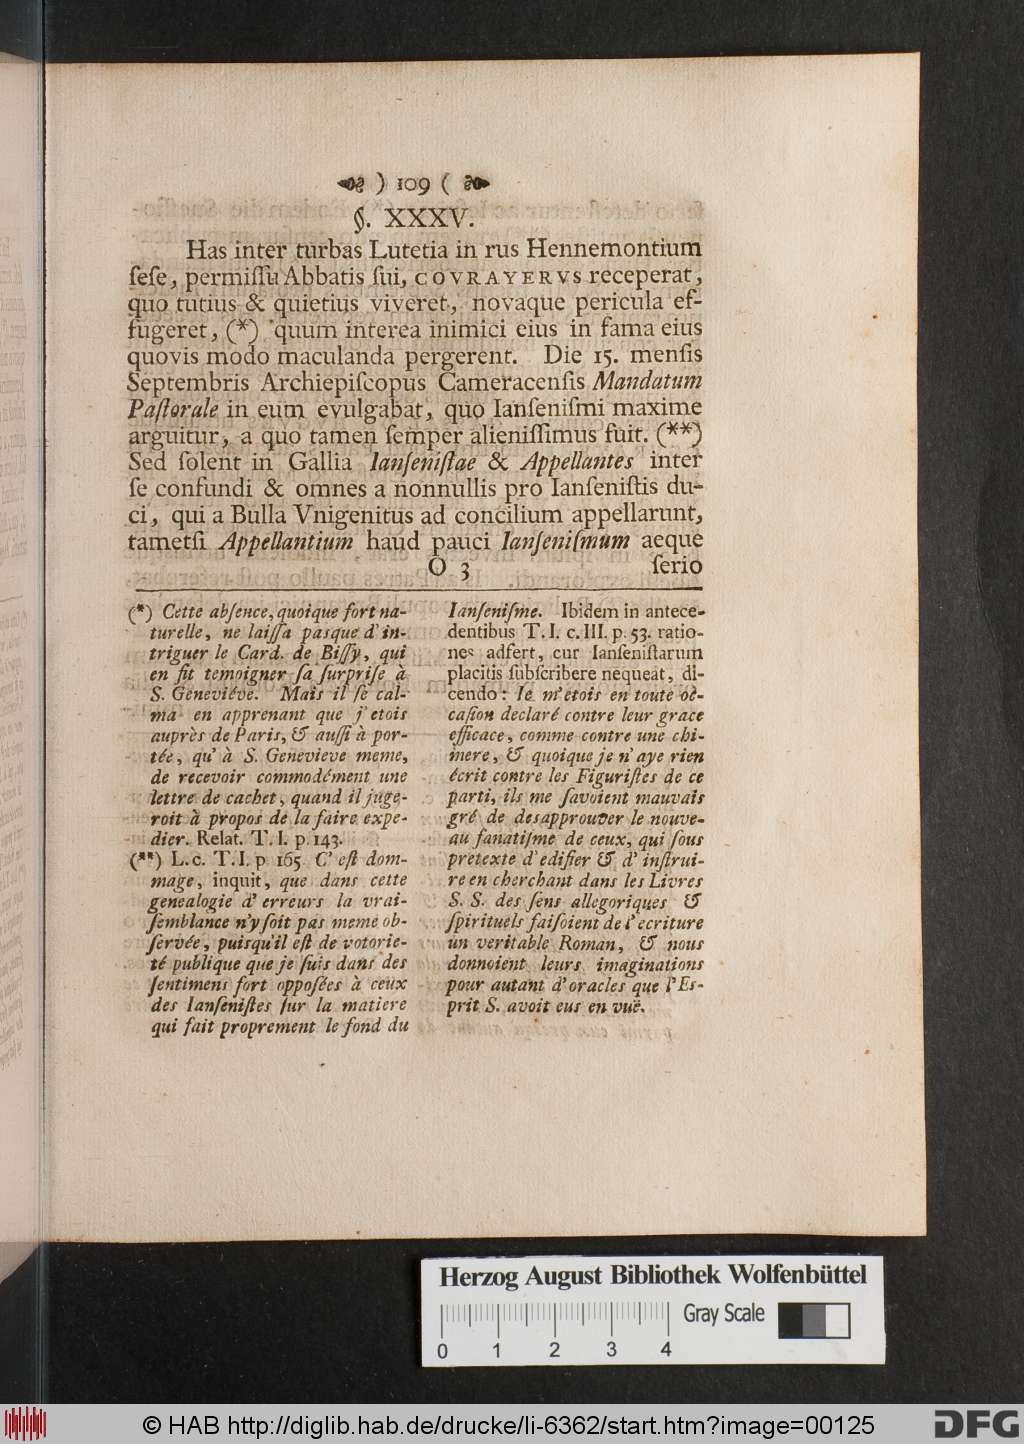 ) 109 (
§. XXXV.
Has inter turbas Lutetia in rus Hennemontium
ſeſe, permiſſu Abbatis ſui, COVRAYERVS receperat,
quo tutius & quietius viveret, novaque pericula ef-
fugeret, (*) quum interea inimici eius in fama eius
quovis modo maculanda pergerent. Die 15. menſis
Septembris Archiepiſcopus Cameracenſis Mandatum
Paſtorale in eum evulgabat, quo Ianſeniſmi maxime
arguitur, a quo tamen ſemper alieniſſimus fuit. (**)
Sed ſolent in Gallia Ianſeniſtae & Appellantes inter
ſe confundi & omnes a nonnullis pro Ianſeniſtis du-
ci, qui a Bulla Vnigenitus ad concilium appellarunt,
tametſi Appellantium haud pauci Ianſeniſmum aeque
O 3 ſerio
(*) Cette abſence, quoique fort na-
turelle, ne laiſſa pasque d'in-
triguer le Card. de Biſſy, qui
en fit temoigner ſa ſurpriſe à
S. Geneviéve. Mais il ſe cal-
ma en apprenant que j'etois
auprès de Paris, & auſſi à por-
tée, qu'à S. Genevieve meme,
de recevoir commodément une
lettre de cachet, quand il juge-
roit à propos de la faire expe-
dier. Relat. T. I. p. 143.
(**) L. c. T. I. p. 165. C'eſt dom-
mage, inquit, que dans cette
genealogie d'erreurs la vrai-
ſemblance n'y ſoit pas meme ob-
ſervée, puisqu'il eſt de votorie-
té publique que je ſuis dans des
ſentimens fort oppoſées à ceux
des Ianſeniſtes ſur la matiere
qui fait proprement le fond du
Ianſeniſme. Ibidem in antece-
dentibus T. I. c. III. p. 53. ratio-
nes adfert, cur Ianſeniſtarum
placitis ſubſcribere nequeat, di-
cendo: Ie m'etois en toute oc-
caſion declaré contre leur grace
efficace, comme contre une chi-
mere, & quoique je n'aye rien
écrit contre les Figuriſtes de ce
parti, ils me ſavoient mauvais
gré de desapprouver le nouve-
au fanatiſme de ceux, qui ſous
pretexte d'edifier & d'inſtrui-
re en cherchant dans les Livres
S. S. des ſens allegoriques &
ſpirituels faiſoient de l'ecriture
un veritable Roman, & nous
donnoient leurs imaginations
pour autant d'oracles que l'Es-
prit S. avoit eus en vuë.
Herzog August Bibliothek Wolfenbüttel
Gray Scale
0 1 2 3 4
© HAB http://diglib.hab.de/drucke/li-6362/start.htm?image=00125
DFG